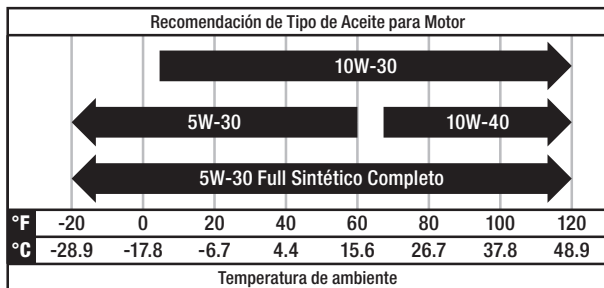 Recomendación de Tipo de Aceite para Motor
10W-30
5W-30 10W-40
5W-30 Full Sintético Completo
°F -20 0 20 40 60 80 100 120
°C -28.9 -17.8 -6.7 4.4 15.6 26.7 37.8 48.9
Temperatura de ambiente